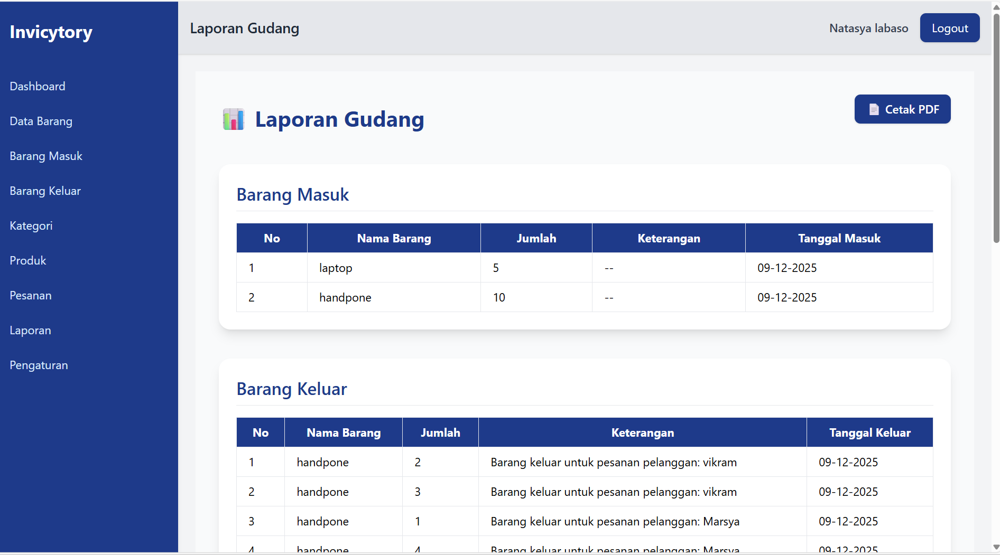 Invicytory
Laporan Gudang
Natasya labaso
Logout
Dashboard
Data Barang
Barang Masuk
Barang Keluar
Kategori
Produk
Pesanan
Laporan
Pengaturan
Laporan Gudang
Cetak PDF
Barang Masuk
No Nama Barang Jumlah Keterangan Tanggal Masuk
1 laptop 5 -- 09-12-2025
2 handpone 10 -- 09-12-2025
Barang Keluar
No Nama Barang Jumlah Keterangan Tanggal Keluar
1 handpone 2 Barang keluar untuk pesanan pelanggan: vikram 09-12-2025
2 handpone 3 Barang keluar untuk pesanan pelanggan: vikram 09-12-2025
3 handpone 1 Barang keluar untuk pesanan pelanggan: Marsya 09-12-2025
4 handpone 4 Barang keluar untuk pesanan pelanggan: Marsya 09-12-2025